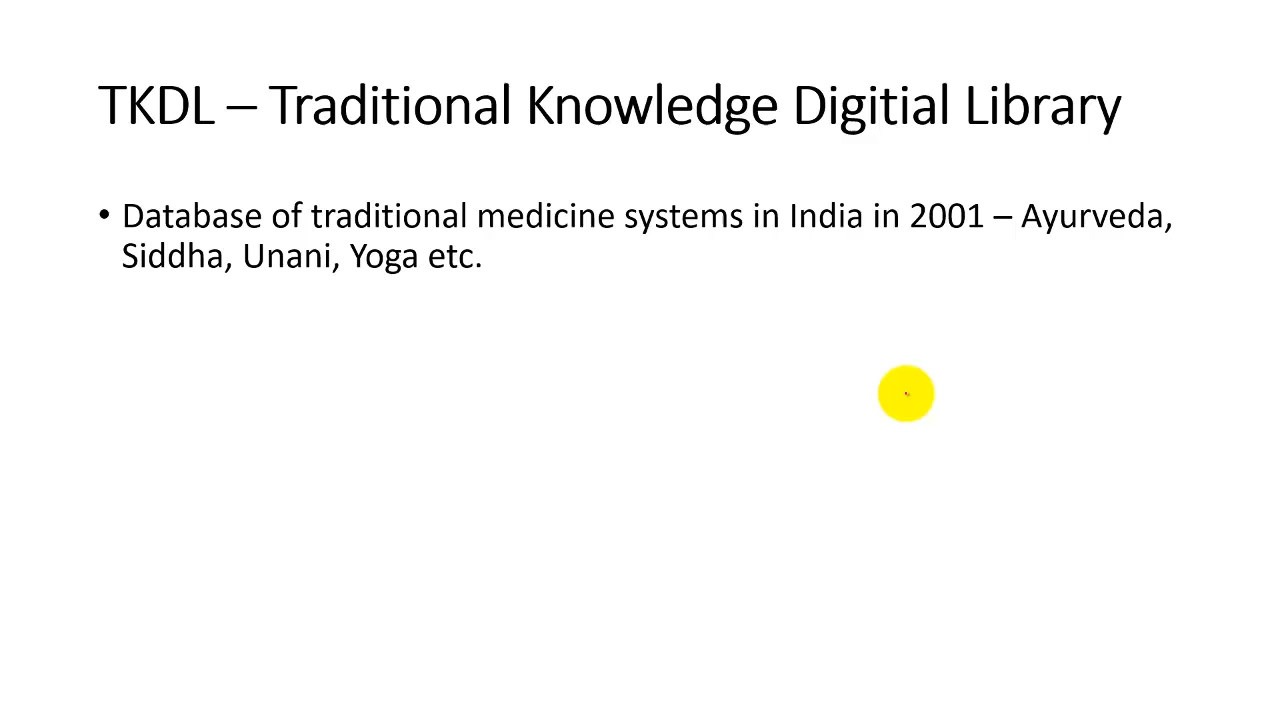 TKDL – Traditional Knowledge Digitial Library
• Database of traditional medicine systems in India in 2001 – Ayurveda,
Siddha, Unani, Yoga etc.